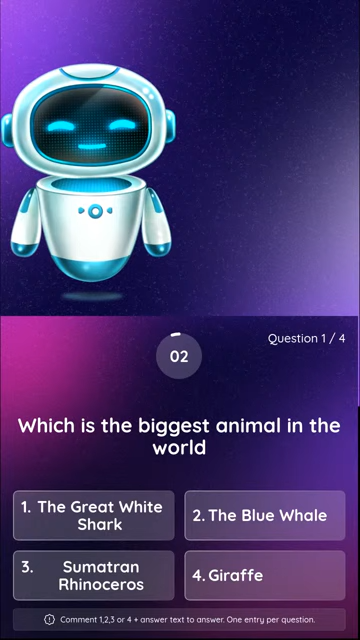 Question 1 / 4
02
Which is the biggest animal in the
world
1. The Great White
Shark
2. The Blue Whale
3. Sumatran
Rhinoceros
4. Giraffe
Comment 1,2,3 or 4 + answer text to answer. One entry per question.